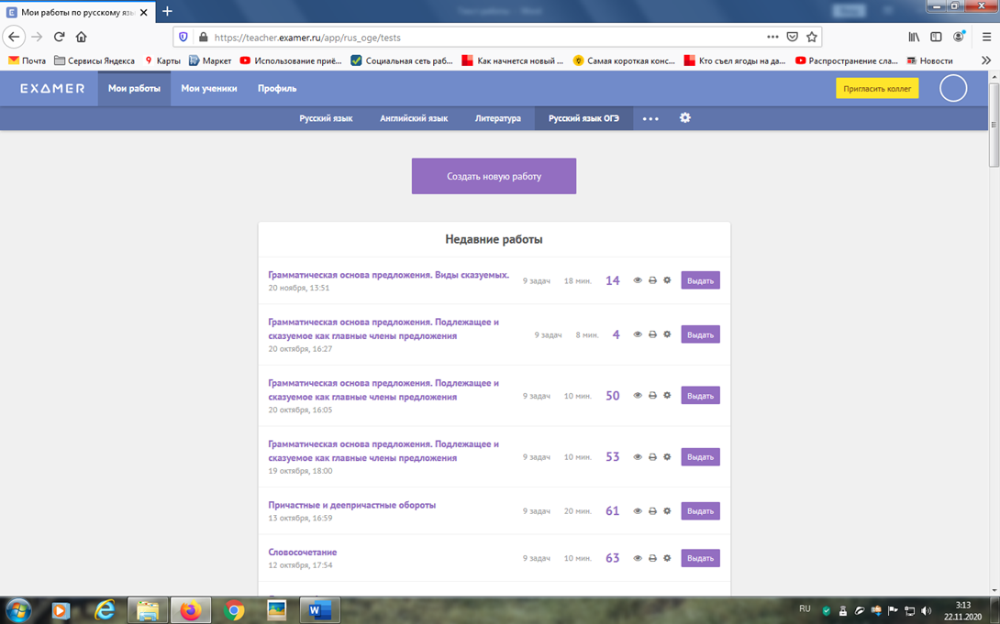 Мои работы по русскому язы
https://teacher.examer.ru/app/rus_oge/tests
Почта Сервисы Яндекса Карты Маркет Использование приё... Социальная сеть раб... Как начнется новый ... Самая короткая конс... Кто съел ягоды на да... Распространение сла... Новости
EXAMER Мои работы Мои ученики Профиль Пригласить коллег
Русский язык Английский язык Литература Русский язык ОГЭ
Создать новую работу
Недавние работы
Грамматическая основа предложения. Виды сказуемых.
20 ноября, 13:51
9 задач 18 мин. 14 Выдать
Грамматическая основа предложения. Подлежащее и
сказуемое как главные члены предложения
20 октября, 16:27
9 задач 8 мин. 4 Выдать
Грамматическая основа предложения. Подлежащее и
сказуемое как главные члены предложения
20 октября, 16:05
9 задач 10 мин. 50 Выдать
Грамматическая основа предложения. Подлежащее и
сказуемое как главные члены предложения
19 октября, 18:00
9 задач 10 мин. 53 Выдать
Причастные и деепричастные обороты
13 октября, 16:59
9 задач 20 мин. 61 Выдать
Словосочетание
12 октября, 17:54
9 задач 10 мин. 63 Выдать
RU
3:13
22.11.2020